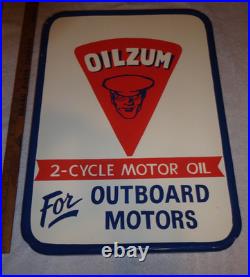 OILZUM
2-CYCLE MOTOR OIL
For OUTBOARD
MOTORS